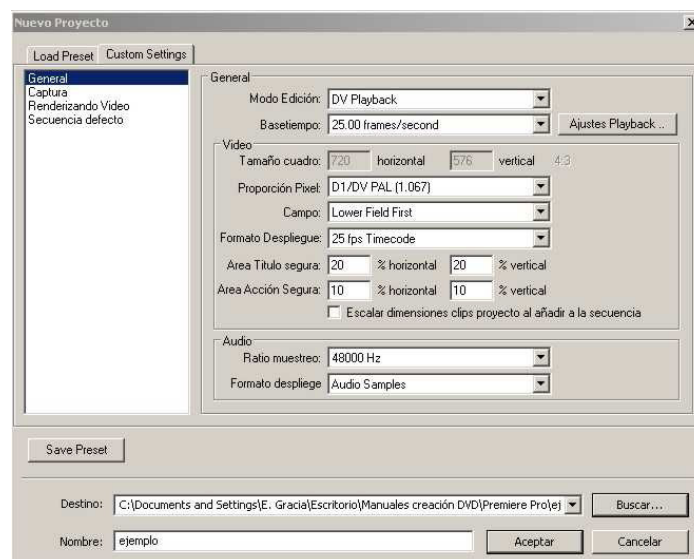 Nuevo Proyecto
Load Preset Custom Settings
General
Captura
Renderizando Video
Secuencia defecto
General
Modo Edición: DV Playback
Basetiempo: 25.00 frames/second Ajustes Playback ..
Video
Tamaño cuadro: 720 horizontal 576 vertical 4:3
Proporción Pixel: D1/DV PAL (1.067)
Campo: Lower Field First
Formato Despliegue: 25 fps Timecode
Area Titulo segura: 20 % horizontal 20 % vertical
Area Acción Segura: 10 % horizontal 10 % vertical
Escalar dimensiones clips proyecto al añadir a la secuencia
Audio
Ratio muestreo: 48000 Hz
Formato despliege Audio Samples
Save Preset
Destino: C:\Documents and Settings\E. Gracia\Escritorio\Manuales creación DVD\Premiere Pro\ej Buscar...
Nombre: ejemplo Aceptar Cancelar